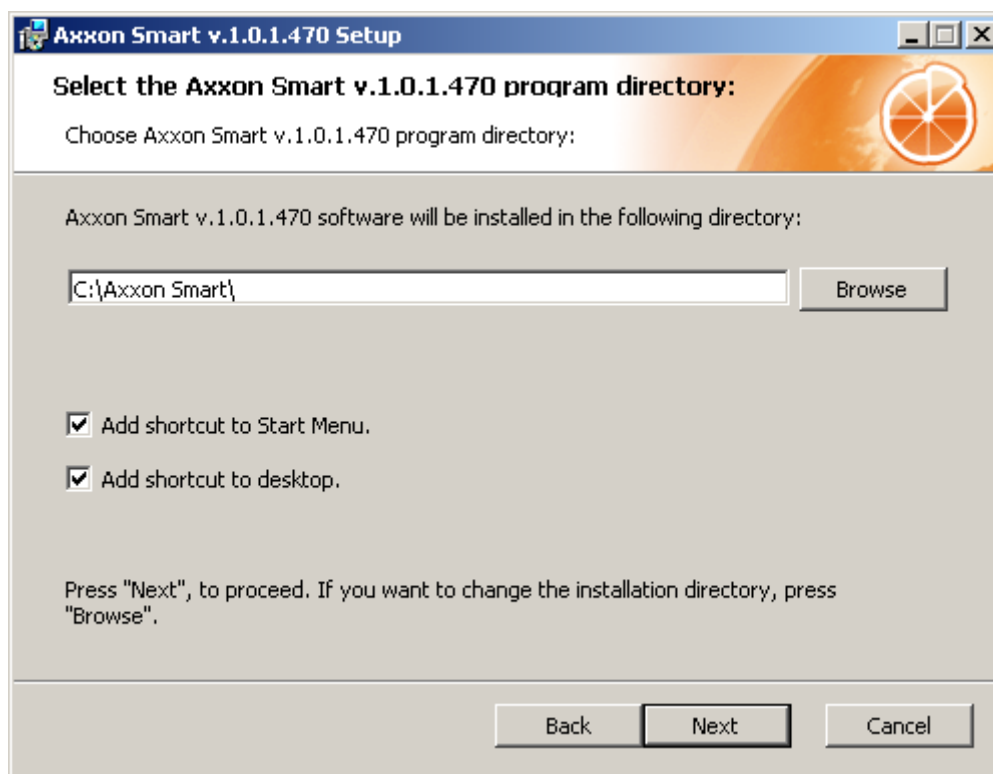 Axxon Smart v.1.0.1.470 Setup
Select the Axxon Smart v.1.0.1.470 program directory:
Choose Axxon Smart v.1.0.1.470 program directory:
Axxon Smart v.1.0.1.470 software will be installed in the following directory:
C:\Axxon Smart\
Browse
Add shortcut to Start Menu.
Add shortcut to desktop.
Press "Next", to proceed. If you want to change the installation directory, press
"Browse".
Back Next Cancel